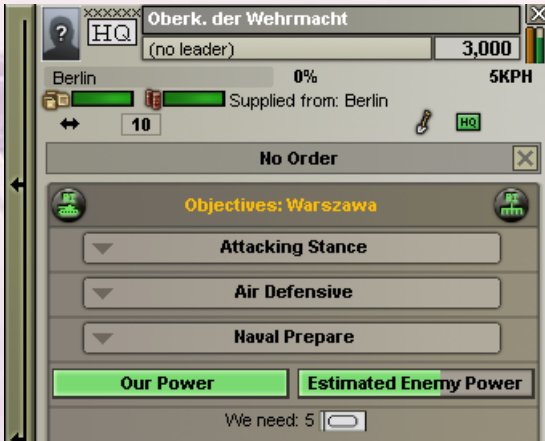 xxxxxx
HQ
Oberk. der Wehrmacht
(no leader)
3,000
Berlin
0%
5KPH
Supplied from: Berlin
10
HQ
No Order
Objectives: Warszawa
Attacking Stance
Air Defensive
Naval Prepare
Our Power
Estimated Enemy Power
We need: 5